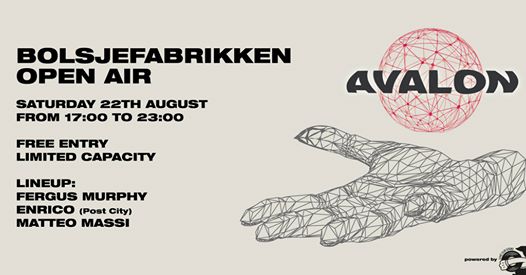 BOLSJEFABRIKKEN
OPEN AIR
SATURDAY 22TH AUGUST
FROM 17:00 TO 23:00
FREE ENTRY
LIMITED CAPACITY
LINEUP:
FERGUS MURPHY
ENRICO (Post City)
MATTEO MASSI
AVALON
powered by